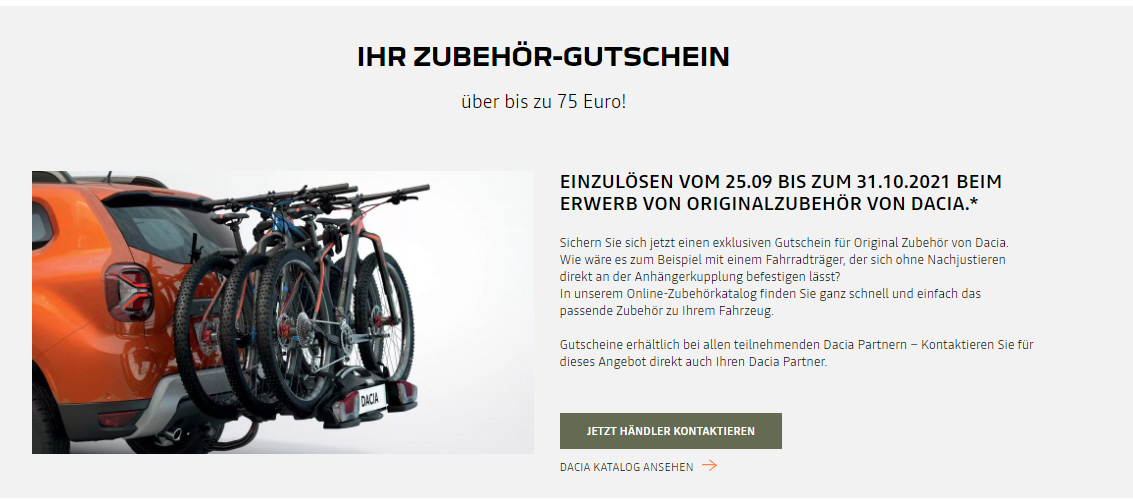 IHR ZUBEHÖR-GUTSCHEIN
über bis zu 75 Euro!
EINZULÖSEN VOM 25.09 BIS ZUM 31.10.2021 BEIM
ERWERB VON ORIGINALZUBEHÖR VON DACIA.*
Sichern Sie sich jetzt einen exklusiven Gutschein für Original Zubehör von Dacia.
Wie wäre es zum Beispiel mit einem Fahrradträger, der sich ohne Nachjustieren
direkt an der Anhängerkupplung befestigen lässt?
In unserem Online-Zubehörkatalog finden Sie ganz schnell und einfach das
passende Zubehör zu Ihrem Fahrzeug.
Gutscheine erhältlich bei allen teilnehmenden Dacia Partnern – Kontaktieren Sie für
dieses Angebot direkt auch Ihren Dacia Partner.
DACIA
JETZT HÄNDLER KONTAKTIEREN
DACIA KATALOG ANSEHEN